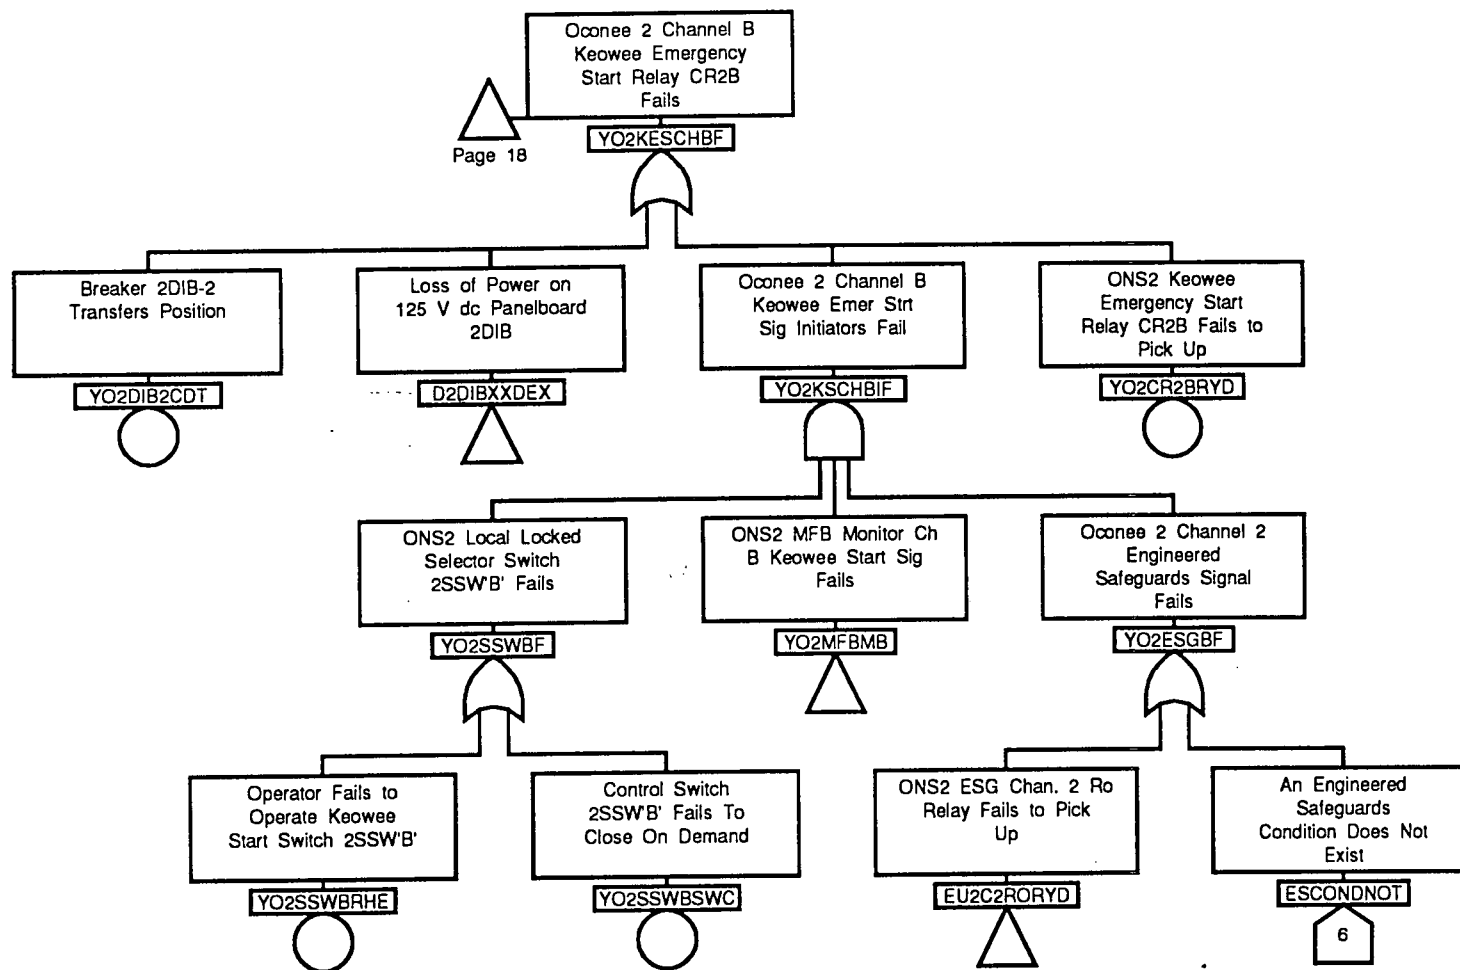 Oconee 2 Channel B
Keowee Emergency
Start Relay CR2B
Fails
Page 18
YO2KESCHBF
Breaker 2DIB-2
Transfers Position
YO2DIB2CDT
Loss of Power on
125 V dc Panelboard
2DIB
D2DIBXXDEX
Oconee 2 Channel B
Keowee Emer Strt
Sig Initiators Fail
YO2KSCHBIF
ONS2 Keowee
Emergency Start
Relay CR2B Fails to
Pick Up
YO2CR2BRYD
ONS2 Local Locked
Selector Switch
2SSW'B' Fails
YO2SSWBF
ONS2 MFB Monitor Ch
B Keowee Start Sig
Fails
YO2MFBMB
Oconee 2 Channel 2
Engineered
Safeguards Signal
Fails
YO2ESGBF
Operator Fails to
Operate Keowee
Start Switch 2SSW'B'
YO2SSWBRHE
Control Switch
2SSW'B' Fails To
Close On Demand
YO2SSWBSWC
ONS2 ESG Chan. 2 Ro
Relay Fails to Pick
Up
EU2C2RORYD
An Engineered
Safeguards
Condition Does Not
Exist
ESCONDNOT
6